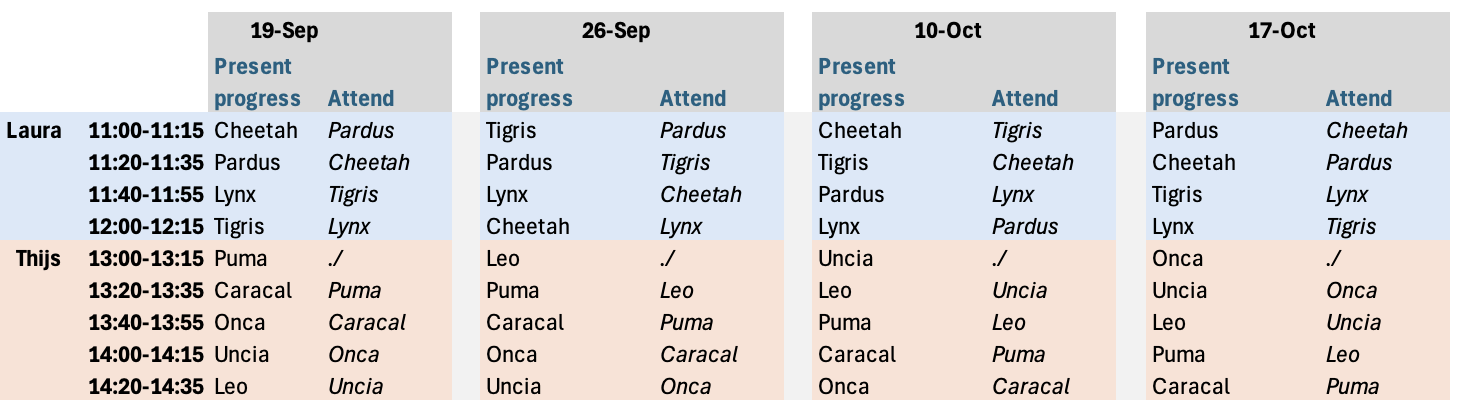 19-Sep 26-Sep 10-Oct 17-Oct
Present Present Present Present
progress Attend progress Attend progress Attend progress Attend
Laura 11:00-11:15 Cheetah Pardus Tigris Pardus Cheetah Tigris Pardus Cheetah
11:20-11:35 Pardus Cheetah Pardus Tigris Tigris Cheetah Cheetah Pardus
11:40-11:55 Lynx Tigris Lynx Cheetah Pardus Lynx Tigris Lynx
12:00-12:15 Tigris Lynx Cheetah Lynx Lynx Pardus Lynx Tigris
Thijs 13:00-13:15 Puma ./ Leo ./ Uncia ./ Onca ./
13:20-13:35 Caracal Puma Puma Leo Leo Uncia Uncia Onca
13:40-13:55 Onca Caracal Caracal Puma Puma Leo Leo Uncia
14:00-14:15 Uncia Onca Onca Caracal Caracal Puma Puma Leo
14:20-14:35 Leo Uncia Uncia Onca Onca Caracal Caracal Puma